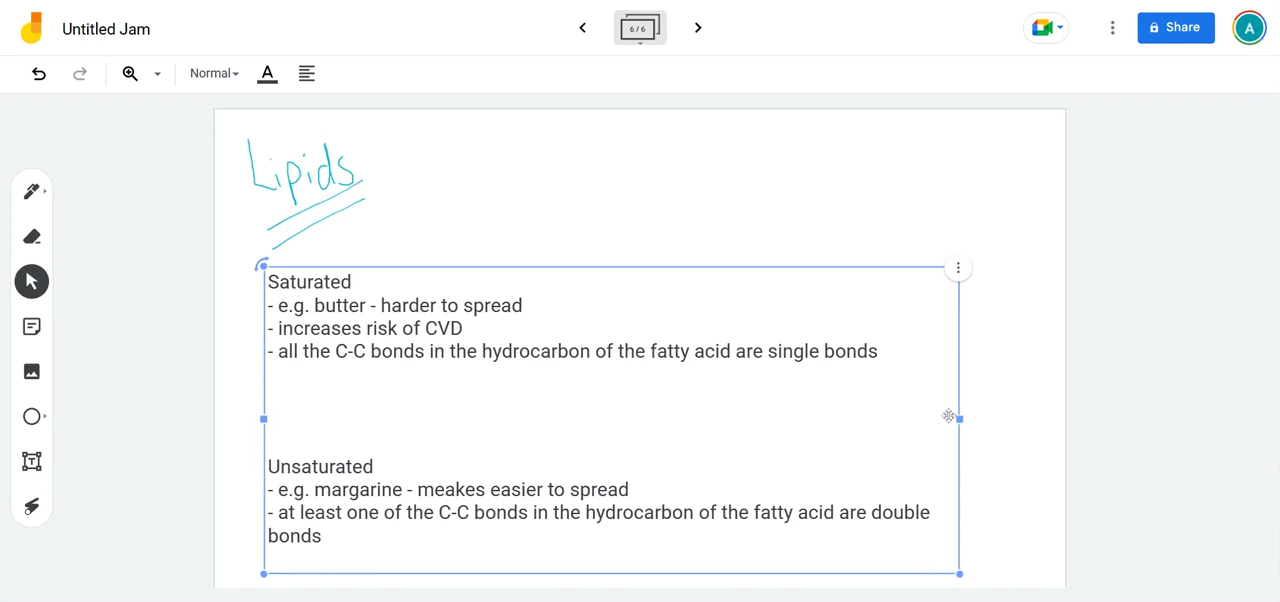 Untitled Jam
6/6
Share
A
Normal
A
Lipids
Saturated
- e.g. butter - harder to spread
- increases risk of CVD
- all the C-C bonds in the hydrocarbon of the fatty acid are single bonds
Unsaturated
- e.g. margarine - meakes easier to spread
- at least one of the C-C bonds in the hydrocarbon of the fatty acid are double
bonds